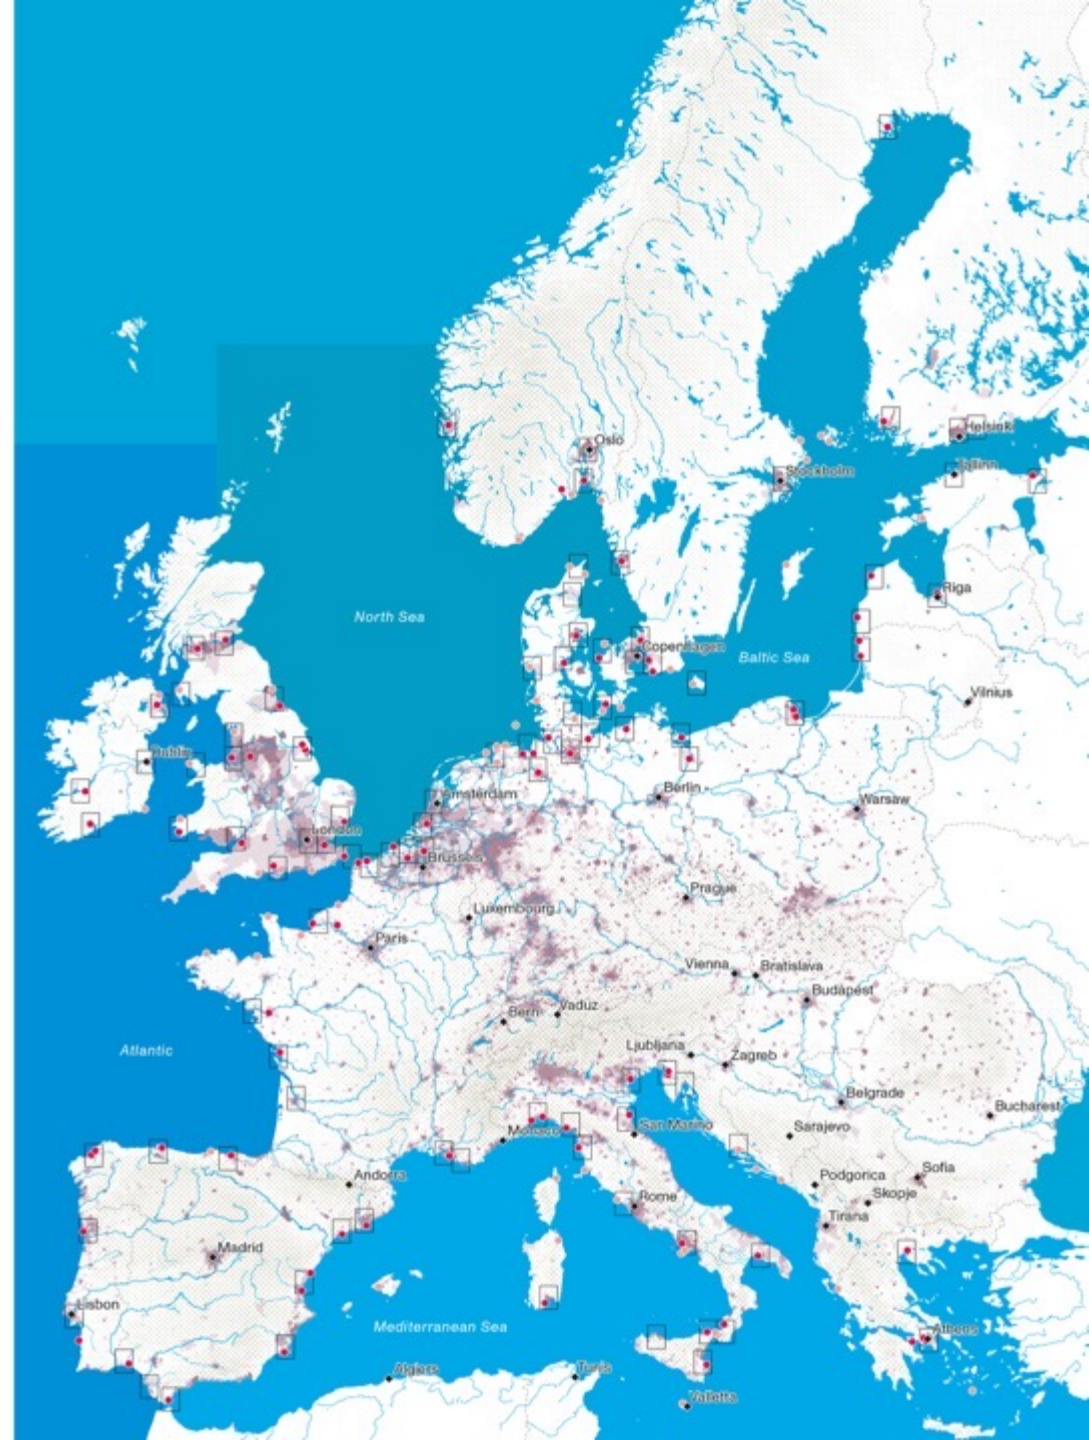 Oslo
Helsinki
Stockholm
Tallinn
Riga
North Sea
Copenhagen
Baltic Sea
Vilnius
Dublin
Amsterdam
Berlin
Warsaw
London
Brussels
Prague
Luxembourg
Paris
Vienna
Bratislava
Budapest
Bern
Vaduz
Atlantic
Ljubljana
Zagreb
Belgrade
Bucharest
Monaco
San Marino
Sarajevo
Andorra
Podgorica
Sofia
Skopje
Rome
Tirana
Madrid
Lisbon
Mediterranean Sea
Athens
Algiers
Tunis
Valletta